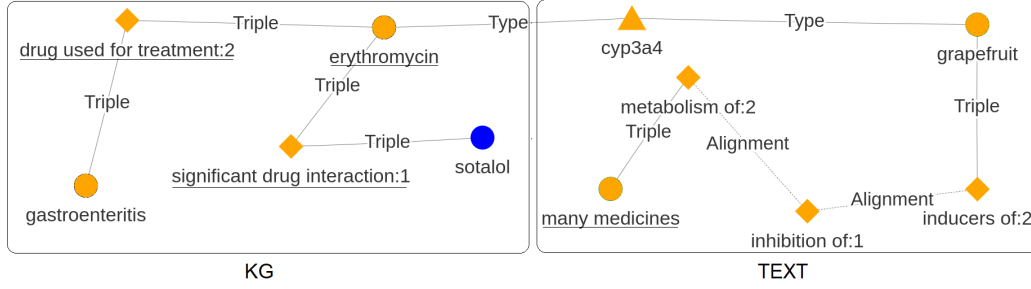 Triple
Type
Type
drug used for treatment:2
erythromycin
cyp3a4
grapefruit
Triple
Triple
metabolism of:2
Triple
Triple
Triple
Alignment
sotalol
significant drug interaction:1
Alignment
gastroenteritis
many medicines
inducers of:2
inhibition of:1
KG
TEXT